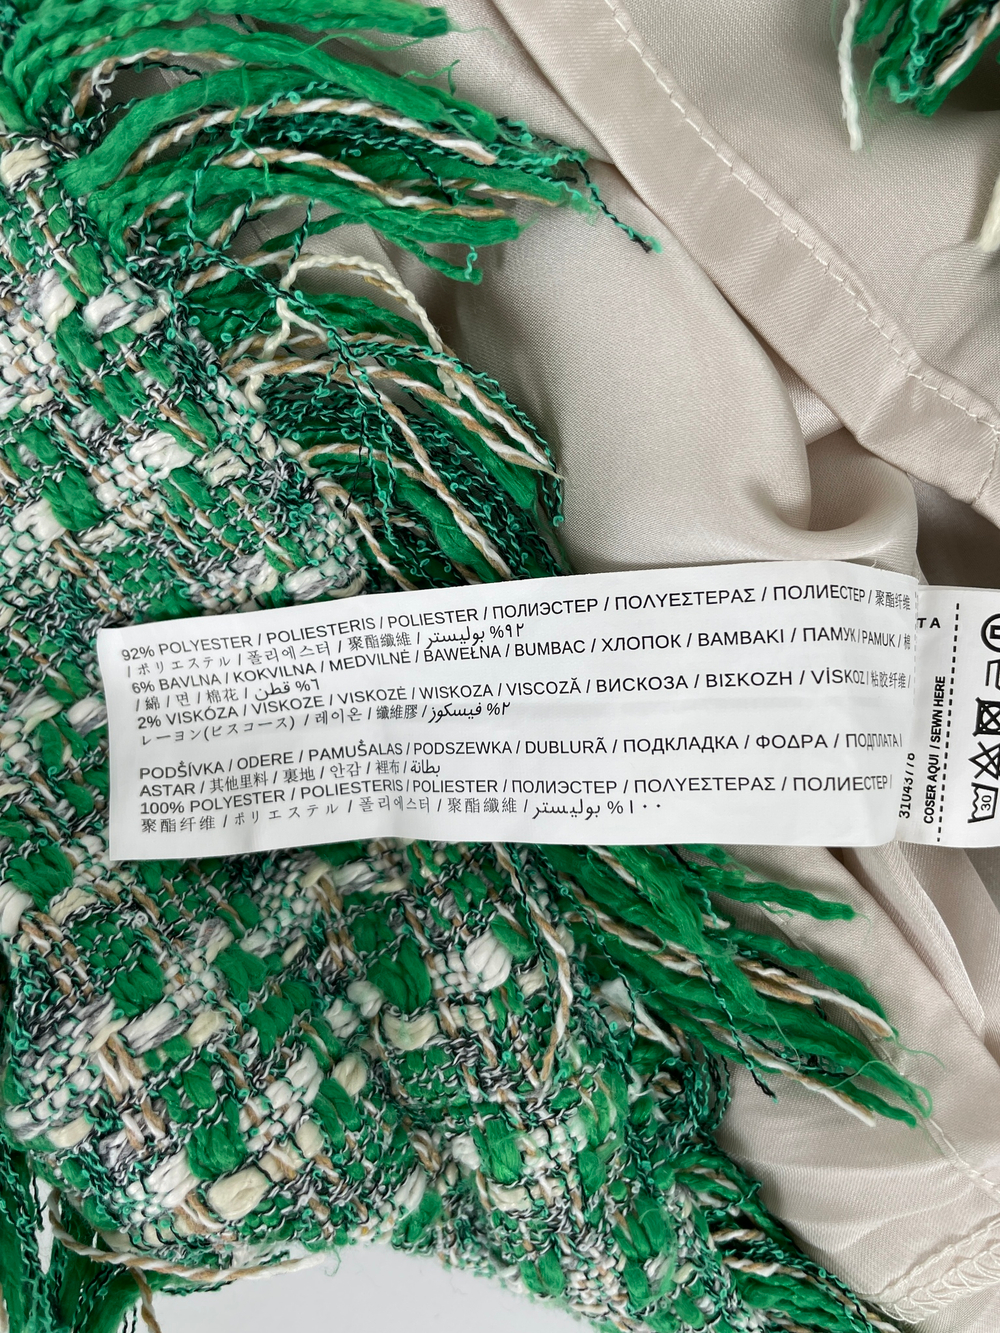 92% POLYESTER / POLIESTERIS / POLIESTER / ПОЛИЭСТЕР / ΠΟΛΥΕΣΤΕΡΑΣ / ПОЛИЕСТЕР / 聚酯纤维
/ ポリエステル / 폴리에스터 / 聚酯纖維 / ٩٢% بوليستر
6% BAVLNA / KOKVILNA / MEDVILNĖ / BAWEŁNA / BUMBAC / ХЛОПОК / ΒΑΜΒΑΚΙ / ПАМУК / PAMUK / 棉
/ 綿 / 면 / 棉花 / ٦% قطن
2% VISKÓZA / VISKOZE / VISKOZĖ / WISKOZA / VISCOZĂ / ВИСКОЗА / ΒΙΣΚΟΖΗ / VİSKOZ / 粘胶纤维 /
レーヨン(ビスコース) / 레이온 / 纖維膠 / ٢% فيسكوز
PODŠÍVKA / ODERE / PAMUŠALAS / PODSZEWKA / DUBLURĂ / ПОДКЛАДКА / ΦΟΔΡΑ / ПОДПЛАТА /
ASTAR / 其他里料 / 裏地 / 안감 / 裡布 / بطانة
100% POLYESTER / POLIESTERIS / POLIESTER / ПОЛИЭСТЕР / ΠΟΛΥΕΣΤΕΡΑΣ / ПОЛИЕСТЕР /
聚酯纤维 / ポリエステル / 폴리에스터 / 聚酯纖維 / ١٠٠% بوليستر
31043778
COSER AQUI / SEWN HERE
TA
P
30